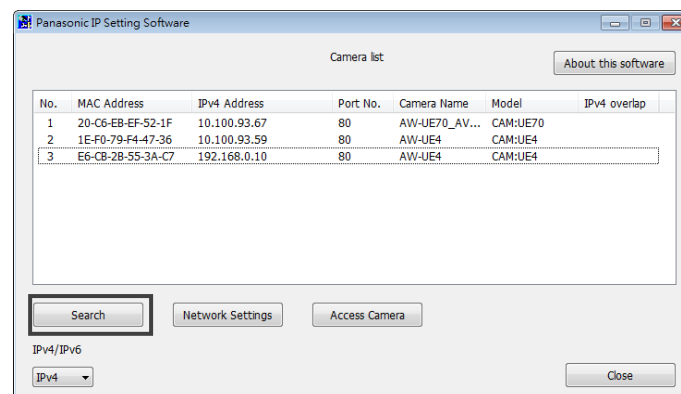 Panasonic IP Setting Software
Camera list
About this software
No. MAC Address IPv4 Address Port No. Camera Name Model IPv4 overlap
1 20-C6-EB-EF-52-1F 10.100.93.67 80 AW-UE70_AV... CAM:UE70
2 1E-F0-79-F4-47-36 10.100.93.59 80 AW-UE4 CAM:UE4
3 E6-CB-2B-55-3A-C7 192.168.0.10 80 AW-UE4 CAM:UE4
Search Network Settings Access Camera
IPv4/IPv6
IPv4 Close